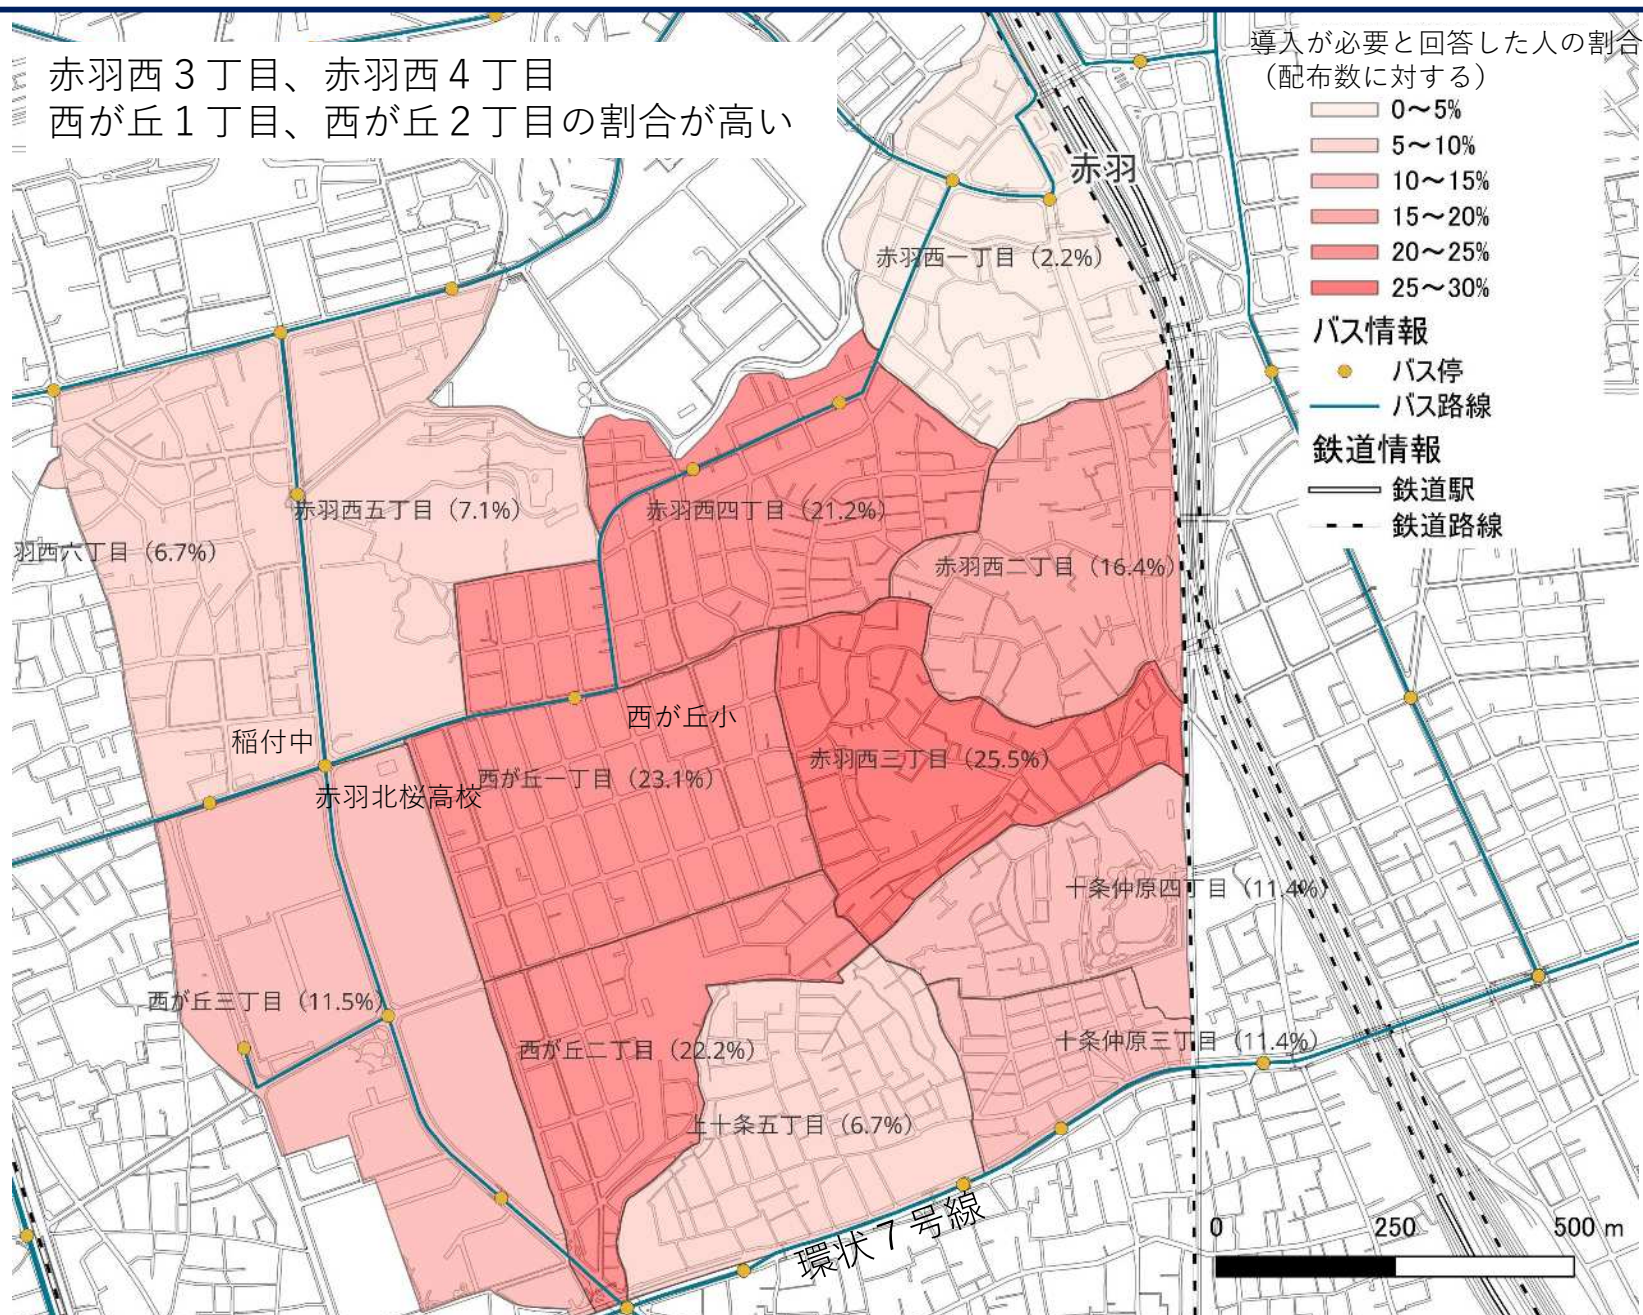 赤羽西３丁目、赤羽西４丁目
西が丘１丁目、西が丘２丁目の割合が高い
導入が必要と回答した人の割合
（配布数に対する）
0～5%
5～10%
10～15%
15～20%
20～25%
25～30%
バス情報
バス停
バス路線
鉄道情報
鉄道駅
鉄道路線
赤羽
赤羽西一丁目（2.2%）
赤羽西五丁目（7.1%）
赤羽西四丁目（21.2%）
羽西六丁目（6.7%）
赤羽西二丁目（16.4%）
西が丘小
稲付中
赤羽西三丁目（25.5%）
西が丘一丁目（23.1%）
赤羽北桜高校
十条仲原四丁目（11.4%）
西が丘三丁目（11.5%）
西が丘二丁目（22.2%）
十条仲原三丁目（11.4%）
上十条五丁目（6.7%）
環状７号線
0 250 500 m